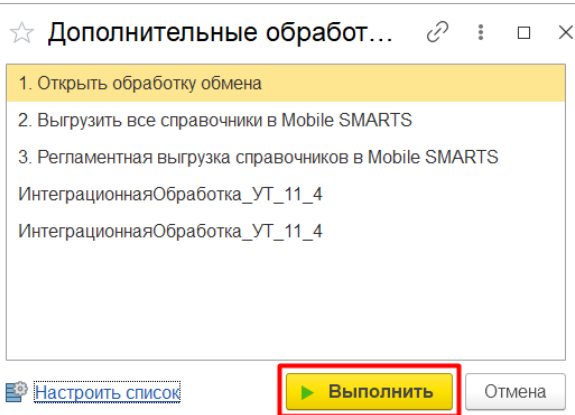 Дополнительные обработ...
1. Открыть обработку обмена
2. Выгрузить все справочники в Mobile SMARTS
3. Регламентная выгрузка справочников в Mobile SMARTS
ИнтеграционнаяОбработка_УТ_11_4
ИнтеграционнаяОбработка_УТ_11_4
Настроить список Выполнить Отмена